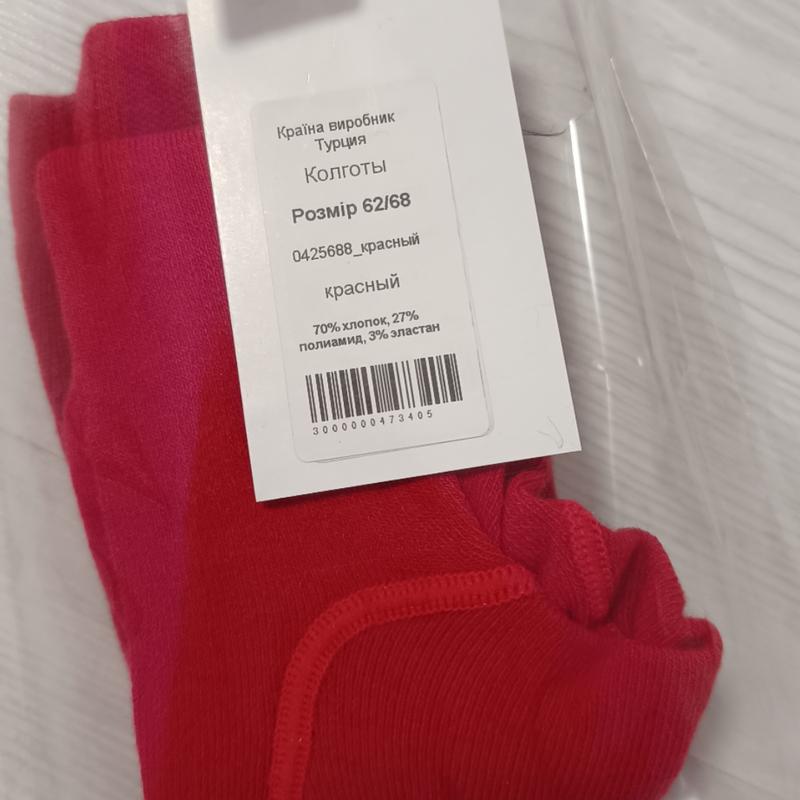 Країна виробник
Турция
Колготы
Розмір 62/68
0425688_красный
красный
70% хлопок, 27%
полиамид, 3% эластан
3000000473405